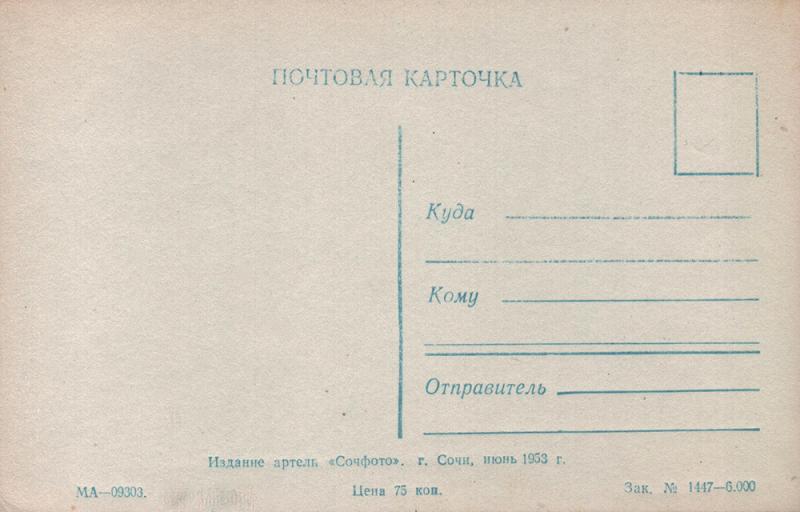 ПОЧТОВАЯ КАРТОЧКА
Куда
Кому
Отправитель
Издание артель «Сочфото». г. Сочи, июнь 1953 г.
МА—09303. Цена 75 коп. Зак. № 1447—6.000